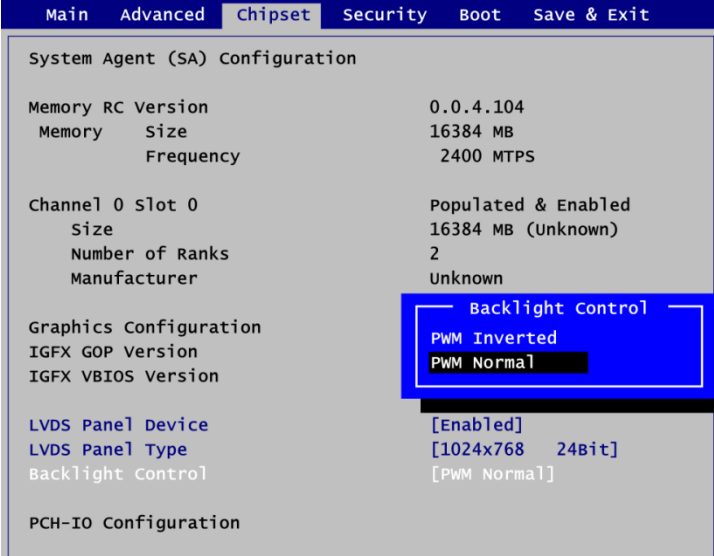 Main Advanced Chipset Security Boot Save & Exit
System Agent (SA) Configuration
Memory RC Version 0.0.4.104
Memory Size 16384 MB
Frequency 2400 MTPS
Channel 0 Slot 0 Populated & Enabled
Size 16384 MB (Unknown)
Number of Ranks 2
Manufacturer Unknown
Backlight Control
Graphics Configuration
PWM Inverted
IGFX GOP Version
PWM Normal
IGFX VBIOS Version
LVDS Panel Device [Enabled]
LVDS Panel Type [1024x768 24Bit]
Backlight Control [PWM Normal]
PCH-IO Configuration